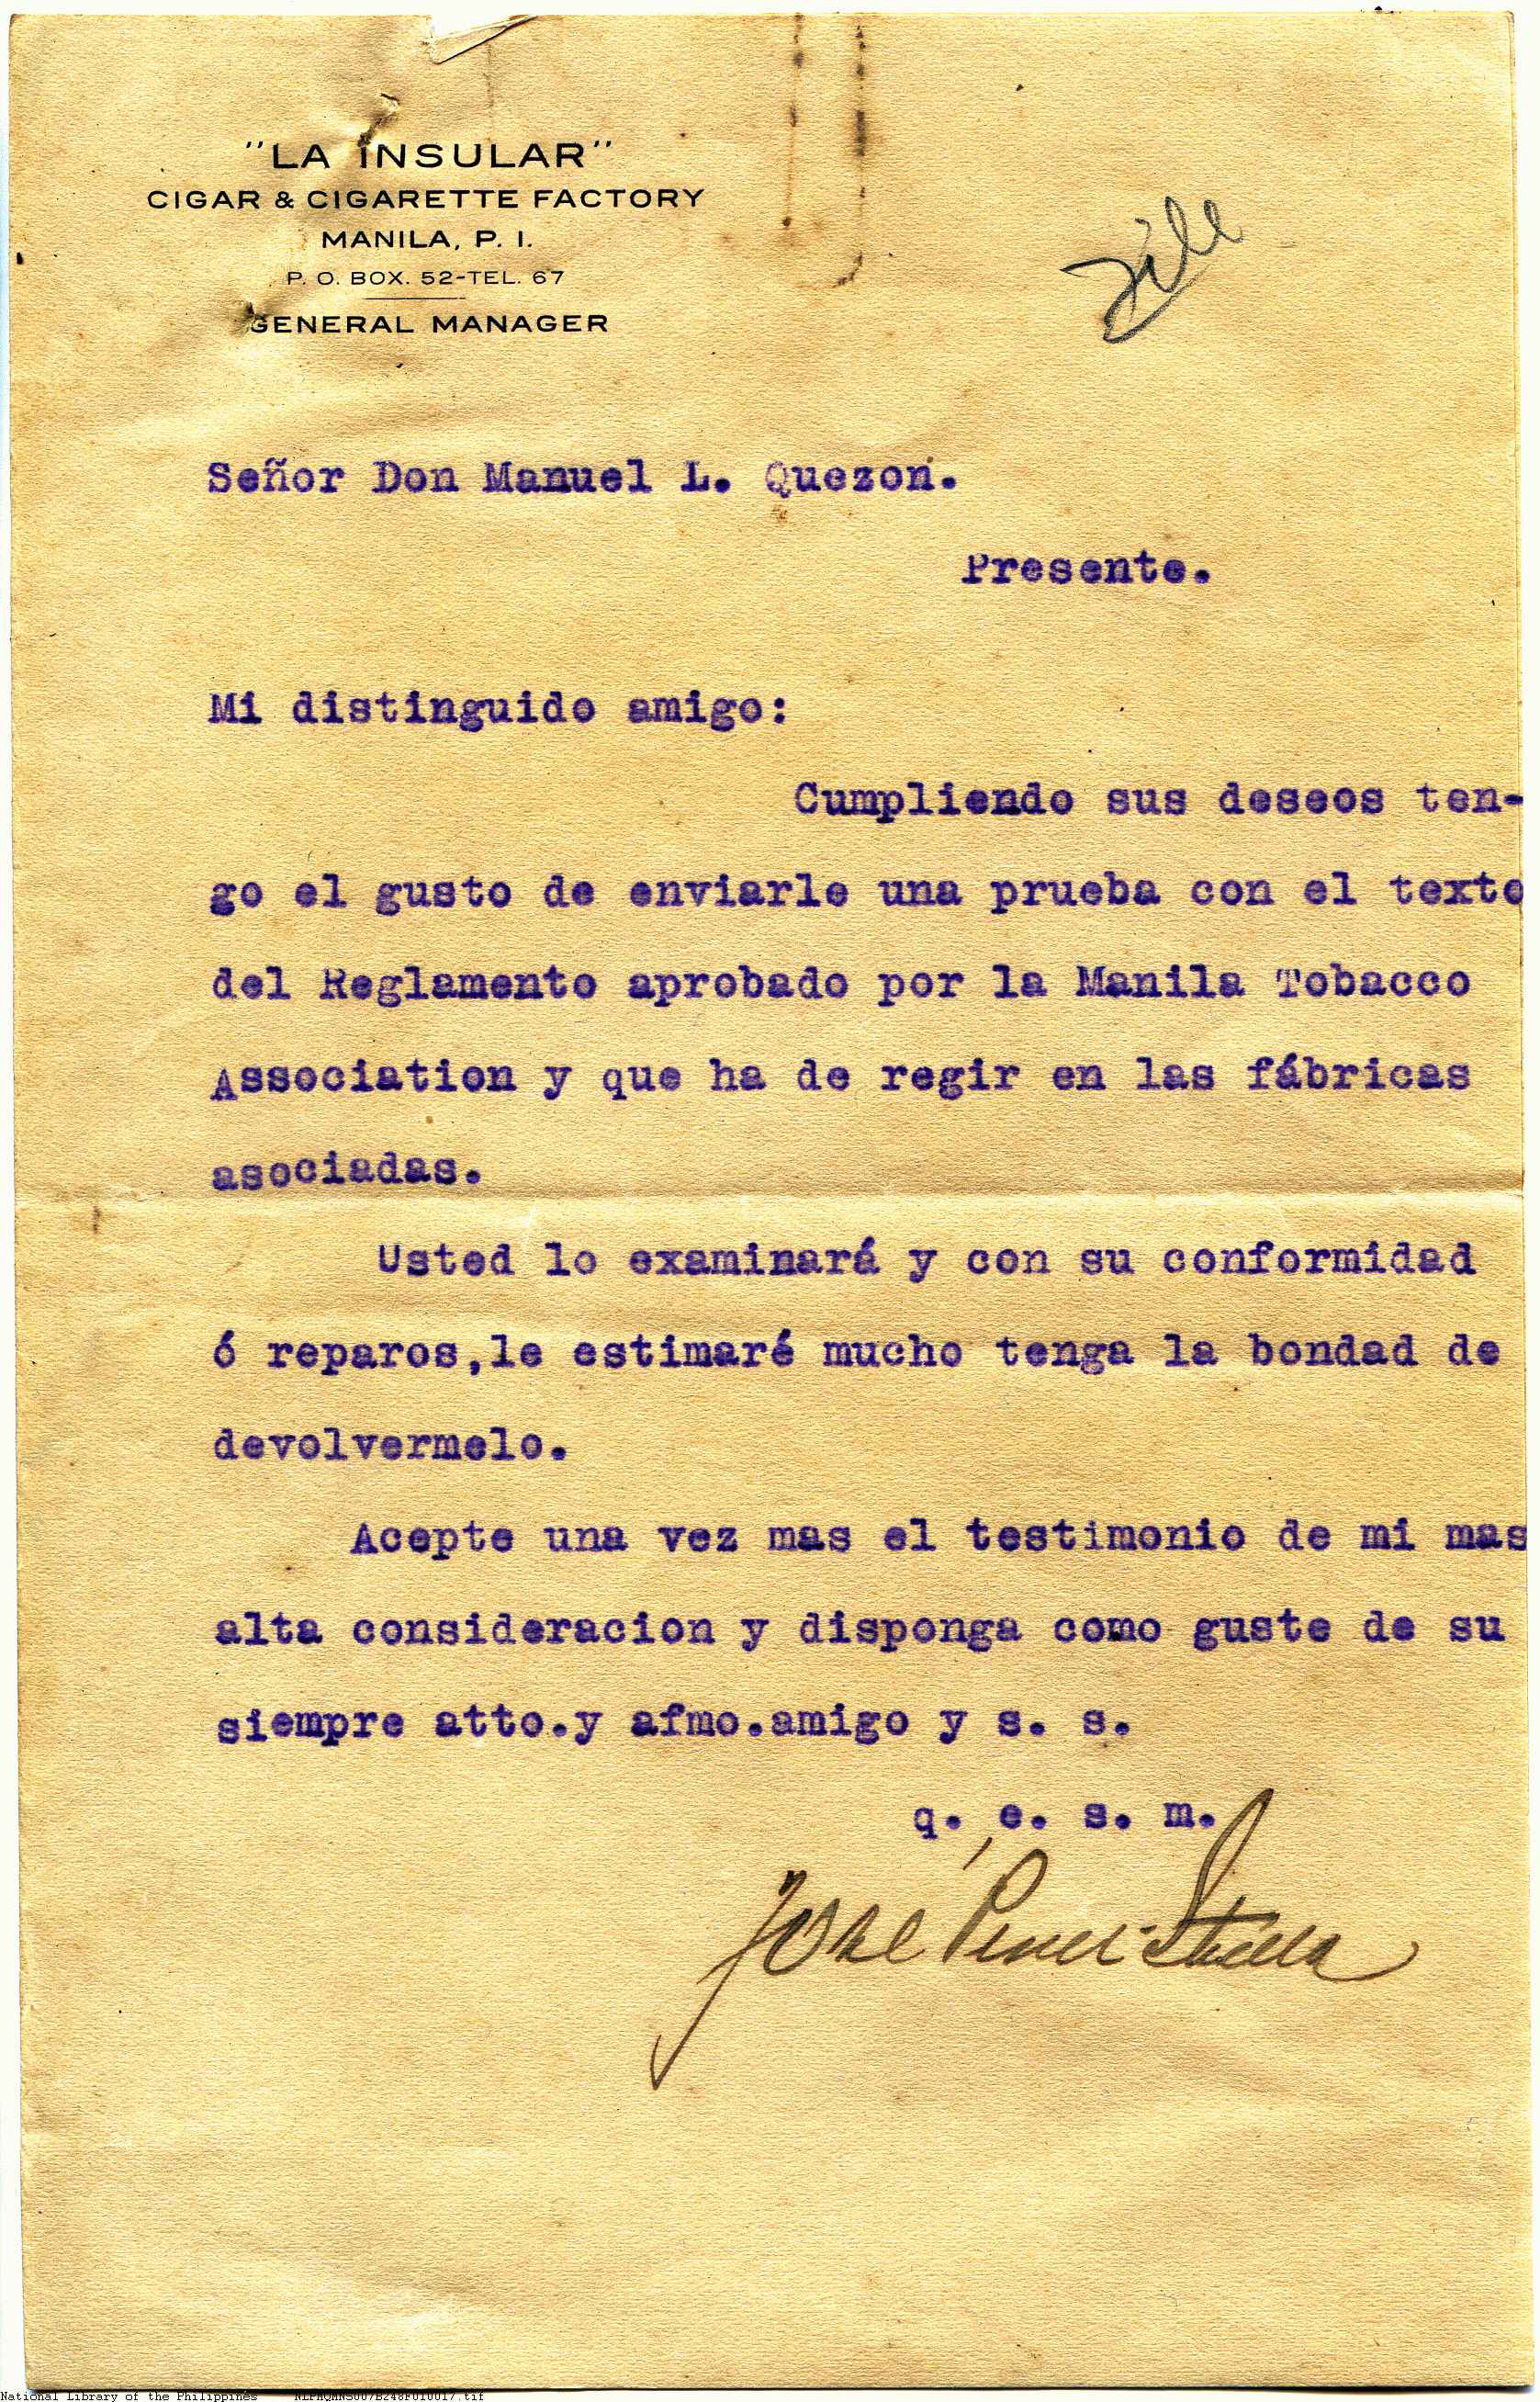 "LA INSULAR"
CIGAR & CIGARETTE FACTORY
MANILA, P. I.
P. O. BOX. 52-TEL. 67
GENERAL MANAGER
File
Señor Don Manuel L. Quezon.
Presente.
Mi distinguido amigo:
Cumpliendo sus deseos ten-
go el gusto de enviarle una prueba con el texto
del Reglamento aprobado por la Manila Tobacco
Association y que ha de regir en las fábricas
asociadas.
Usted lo examinará y con su conformidad
ó reparos,le estimaré mucho tenga la bondad de
devolvermelo.
Acepte una vez mas el testimonio de mi mas
alta consideracion y disponga como guste de su
siempre atto.y afmo.amigo y s. s.
q. e. s. m.
José
National Library of the Philippines NLPMQMNS007B248F010017.tif